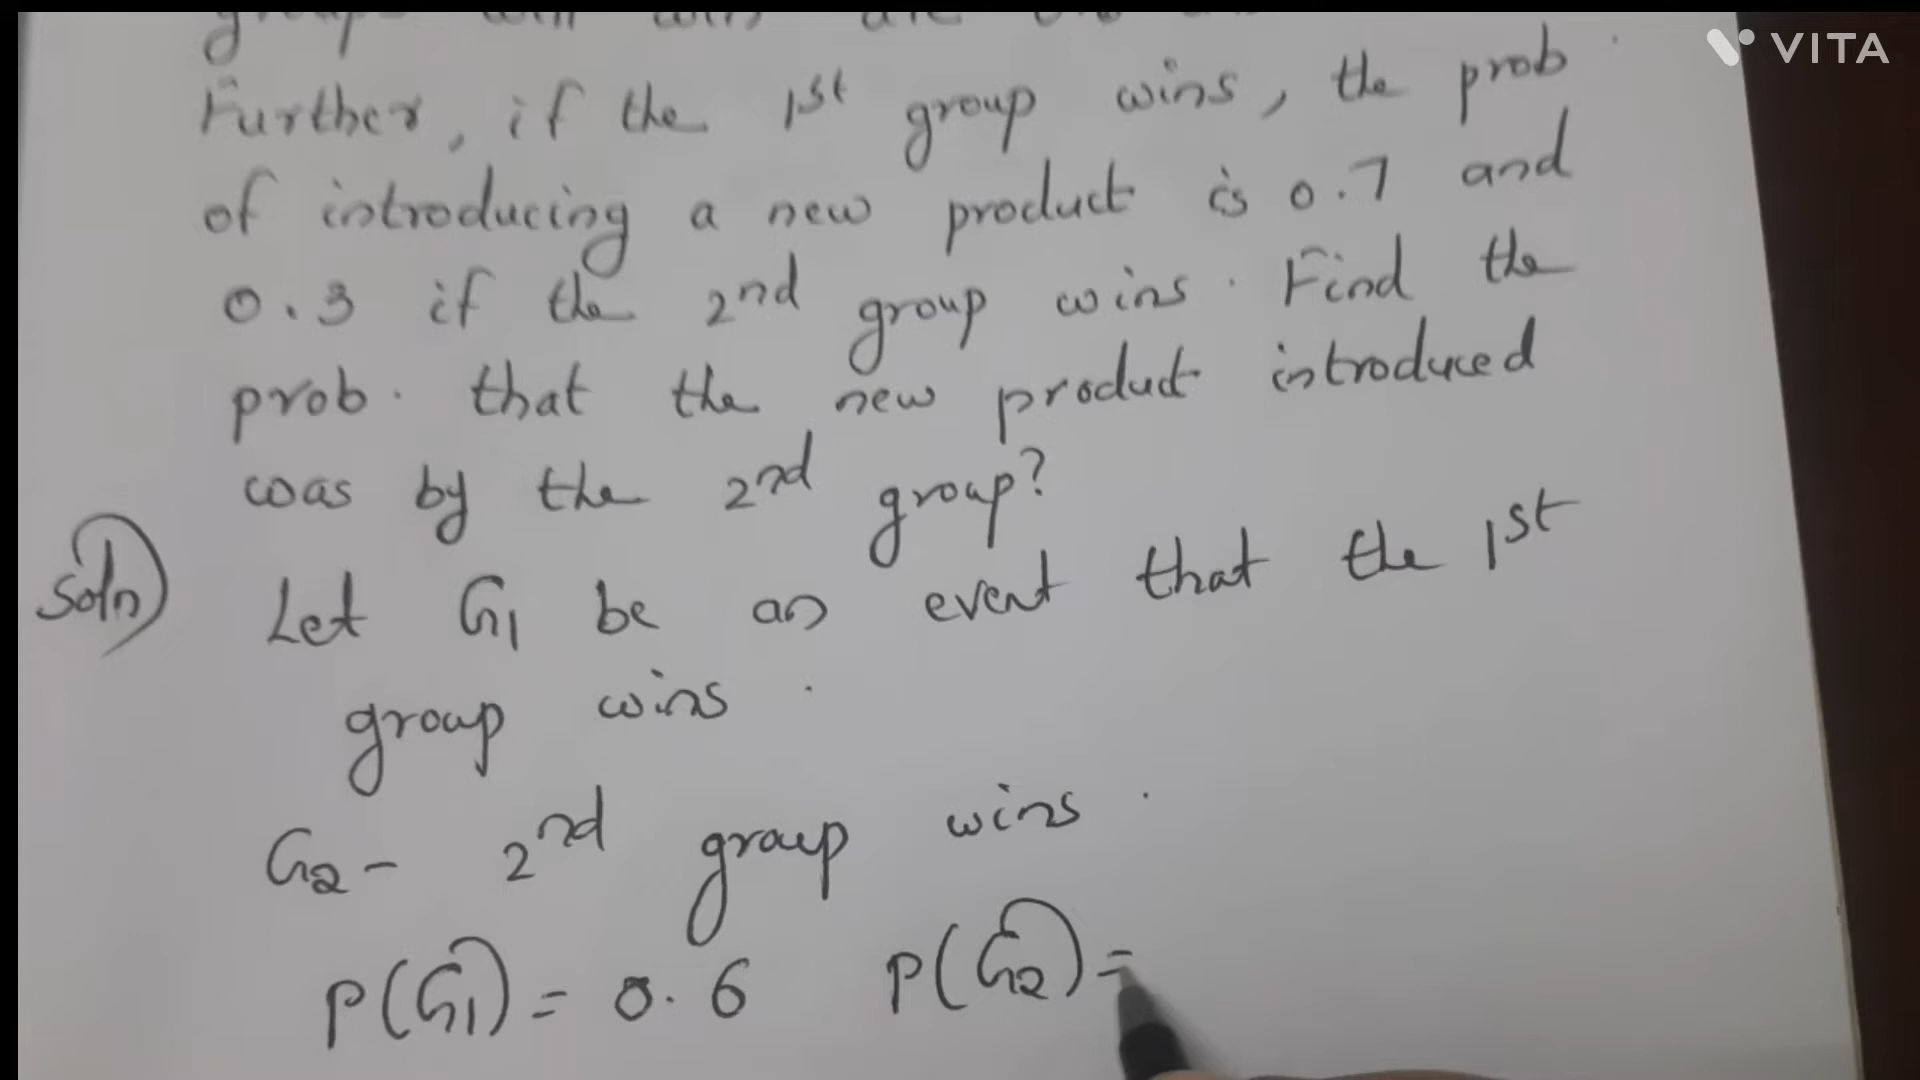 VITA
Further, if the 1st group wins, the prob.
of introducing a new product is 0.7 and
0.3 if the 2nd group wins. Find the
prob. that the new product introduced
was by the 2nd group?
Soln) Let G1 be an event that the 1st
group wins.
G2 - 2nd group wins.
P(G1) = 0.6 P(G2) =